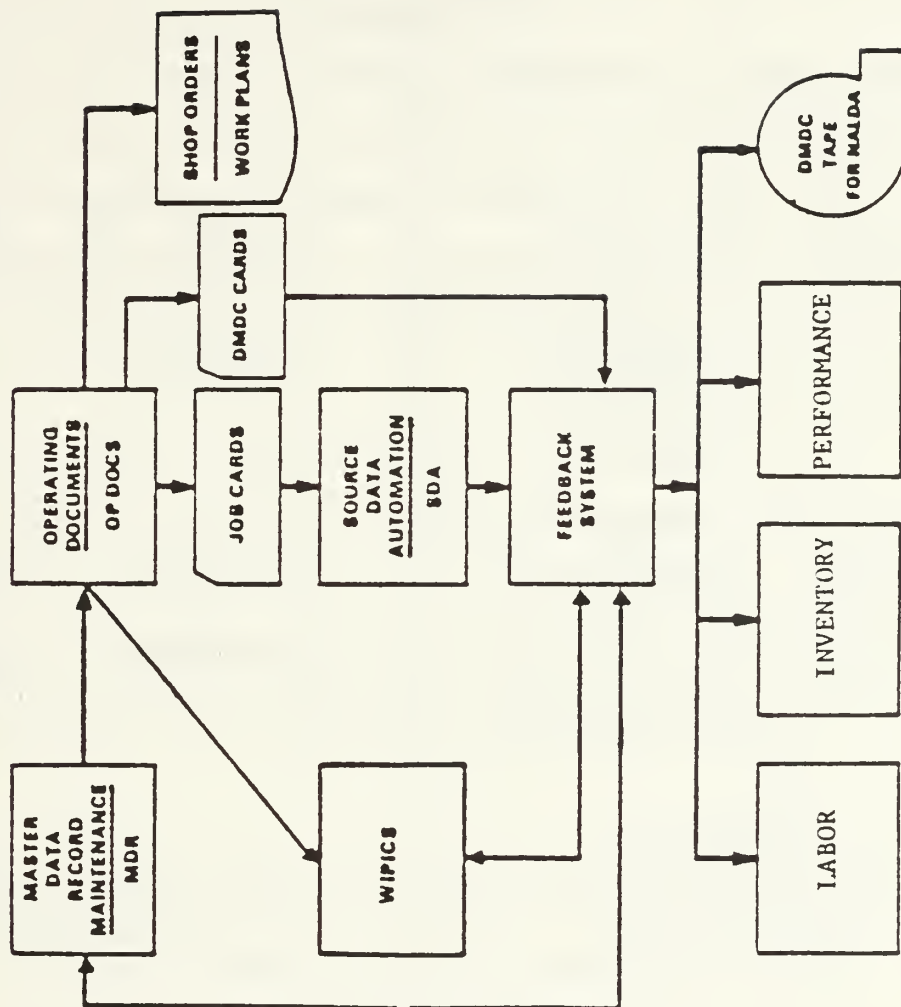 MASTER
DATA
RECORD
MAINTENANCE
MDR
OPERATING
DOCUMENTS
OP DOCS
SHOP ORDERS
WORK PLANS
JOB CARDS
DMDC CARDS
WIPICS
SOURCE
DATA
AUTOMATION
SDA
FEEDBACK
SYSTEM
LABOR
INVENTORY
PERFORMANCE
DMDC
TAPE
FOR NALDA